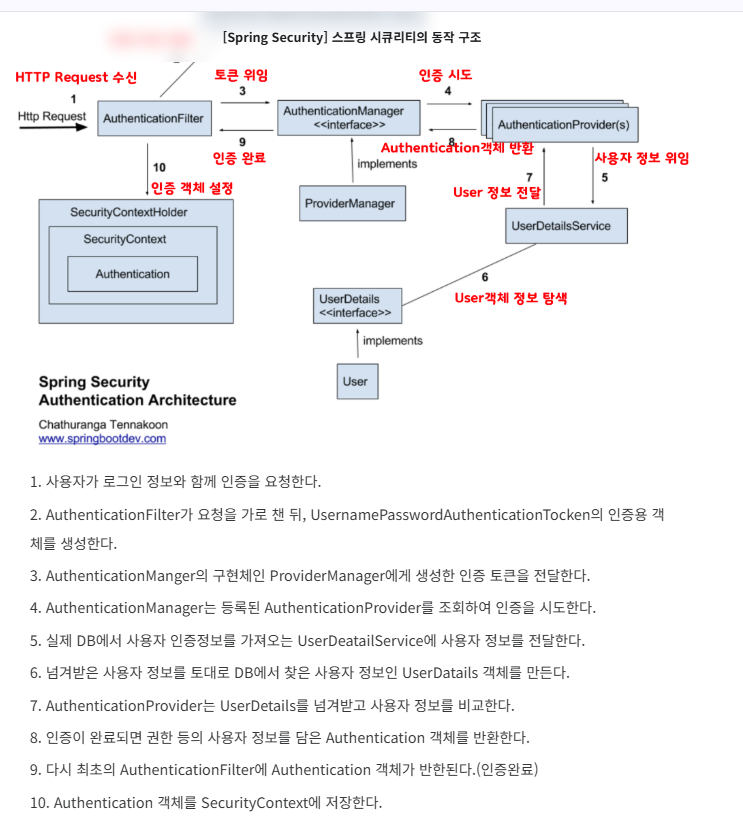 [Spring Security] 스프링 시큐리티의 동작 구조
HTTP Request 수신
토큰 위임
인증 시도
1
3
4
Http Request
AuthenticationFilter
AuthenticationManager
<<interface>>
AuthenticationProvider(s)
9
8
인증 완료
Authentication객체 반환
사용자 정보 위임
10
implements
7
5
인증 객체 설정
User 정보 전달
SecurityContextHolder
ProviderManager
UserDetailsService
SecurityContext
Authentication
6
User객체 정보 탐색
UserDetails
<<interface>>
implements
User
Spring Security
Authentication Architecture
Chathuranga Tennakoon
www.springbootdev.com
1. 사용자가 로그인 정보와 함께 인증을 요청한다.
2. AuthenticationFilter가 요청을 가로 챈 뒤, UsernamePasswordAuthenticationTocken의 인증용 객
체를 생성한다.
3. AuthenticationManger의 구현체인 ProviderManager에게 생성한 인증 토큰을 전달한다.
4. AuthenticationManager는 등록된 AuthenticationProvider를 조회하여 인증을 시도한다.
5. 실제 DB에서 사용자 인증정보를 가져오는 UserDeatailService에 사용자 정보를 전달한다.
6. 넘겨받은 사용자 정보를 토대로 DB에서 찾은 사용자 정보인 UserDatails 객체를 만든다.
7. AuthenticationProvider는 UserDetails를 넘겨받고 사용자 정보를 비교한다.
8. 인증이 완료되면 권한 등의 사용자 정보를 담은 Authentication 객체를 반환한다.
9. 다시 최초의 AuthenticationFilter에 Authentication 객체가 반한된다.(인증완료)
10. Authentication 객체를 SecurityContext에 저장한다.